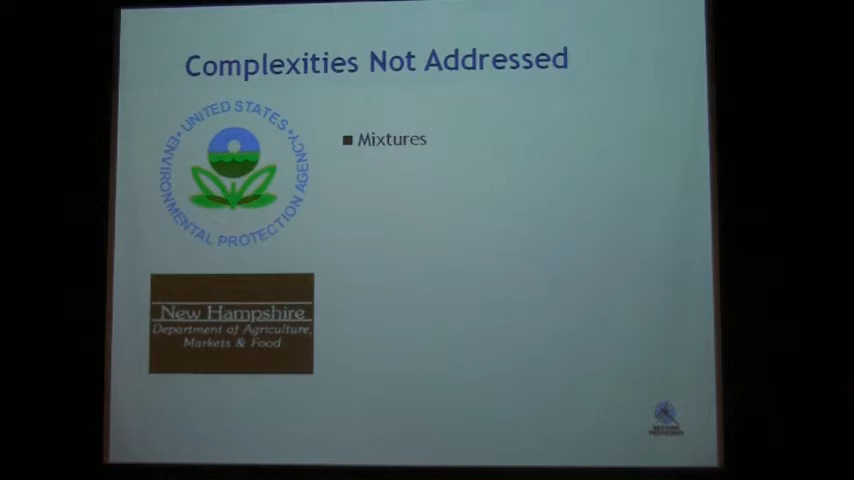 Complexities Not Addressed
UNITED STATES
ENVIRONMENTAL PROTECTION AGENCY
Mixtures
New Hampshire
Department of Agriculture,
Markets & Food